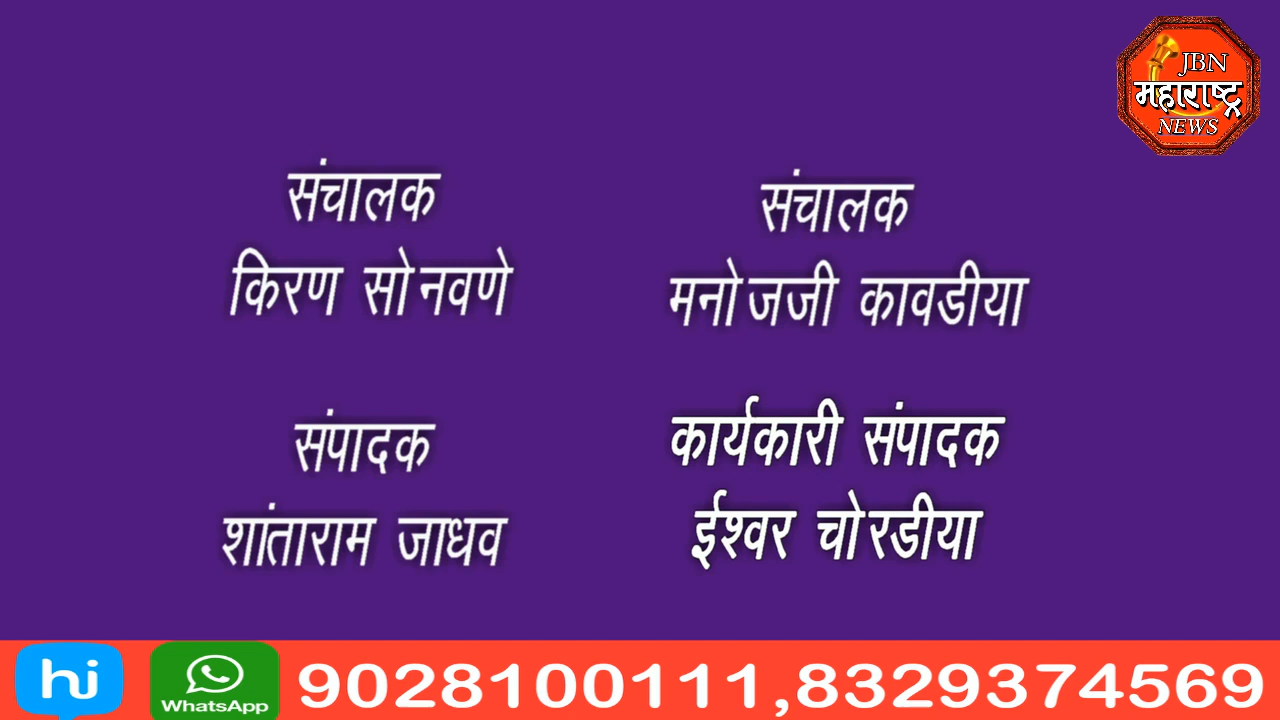 JBN
महाराष्ट्र
NEWS
संचालक
किरण सोनवणे
संचालक
मनोजजी कावडीया
संपादक
शांताराम जाधव
कार्यकारी संपादक
ईश्वर चोरडीया
hi
WhatsApp
9028100111,8329374569